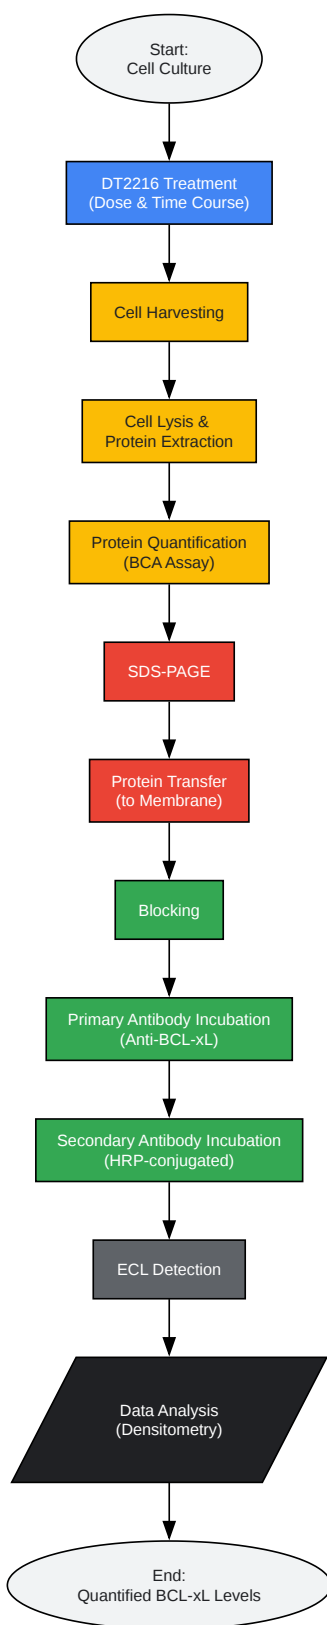 Start:
Cell Culture
DT2216 Treatment
(Dose & Time Course)
Cell Harvesting
Cell Lysis &
Protein Extraction
Protein Quantification
(BCA Assay)
SDS-PAGE
Protein Transfer
(to Membrane)
Blocking
Primary Antibody Incubation
(Anti-BCL-xL)
Secondary Antibody Incubation
(HRP-conjugated)
ECL Detection
Data Analysis
(Densitometry)
End:
Quantified BCL-xL Levels